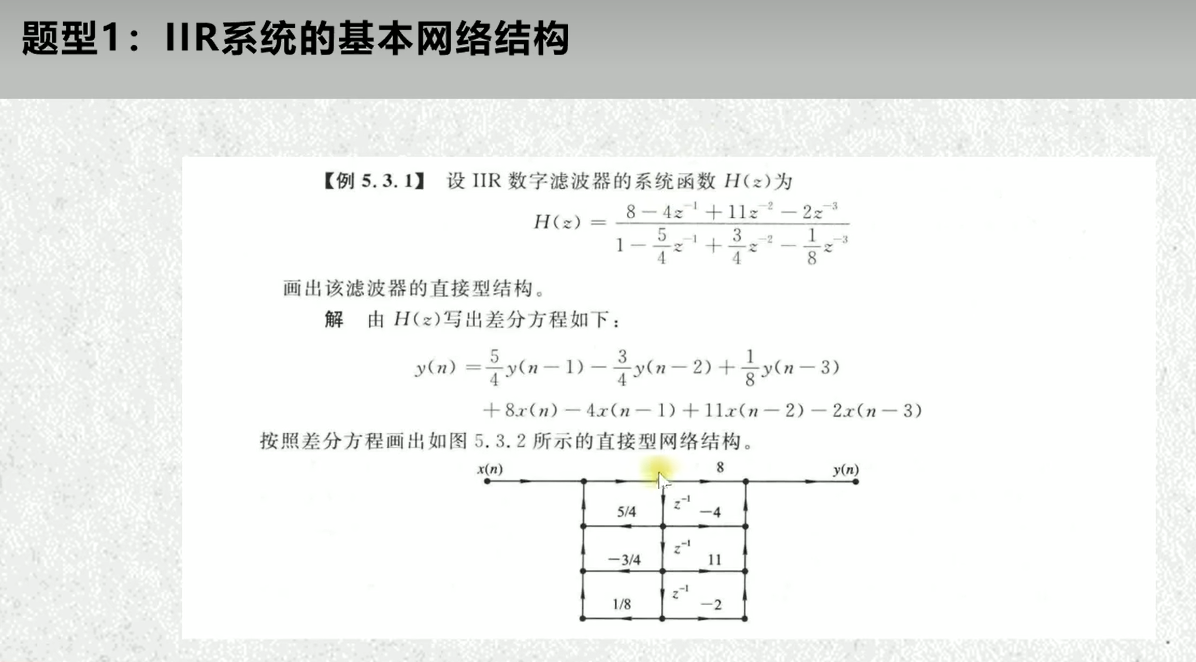 题型1：IIR系统的基本网络结构
【例 5.3.1】 设 IIR 数字滤波器的系统函数 H(z)为
H(z) = \frac{8-4z^{-1}+11z^{-2}-2z^{-3}}{1-\frac{5}{4}z^{-1}+\frac{3}{4}z^{-2}-\frac{1}{8}z^{-3}}
画出该滤波器的直接型结构。
解 由 H(z)写出差分方程如下：
y(n) = \frac{5}{4}y(n-1)-\frac{3}{4}y(n-2)+\frac{1}{8}y(n-3)
+8x(n)-4x(n-1)+11x(n-2)-2x(n-3)
按照差分方程画出如图 5.3.2 所示的直接型网络结构。
x(n) 8 y(n)
5/4 z^{-1} -4
-3/4 z^{-1} 11
1/8 z^{-1} -2